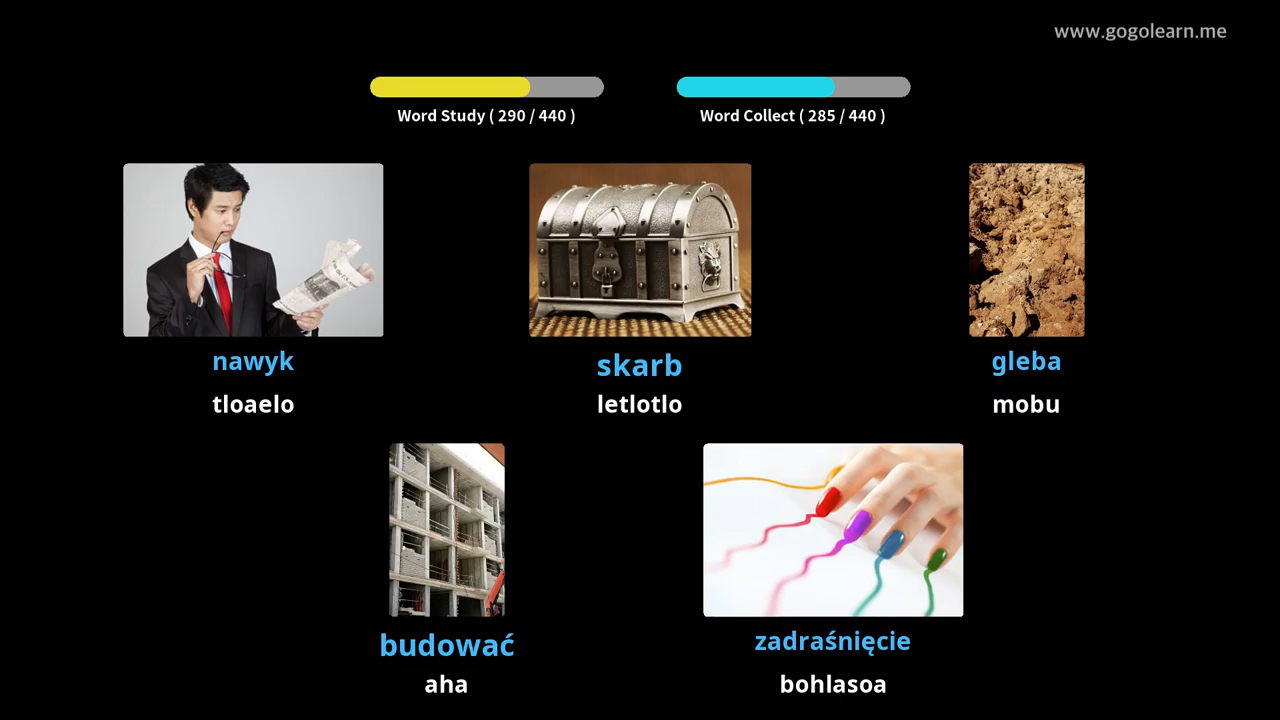 www.gogolearn.me
Word Study ( 290 / 440 )
Word Collect ( 285 / 440 )
nawyk
skarb
gleba
tloaelo
letlotlo
mobu
budować
zadraśnięcie
aha
bohlasoa